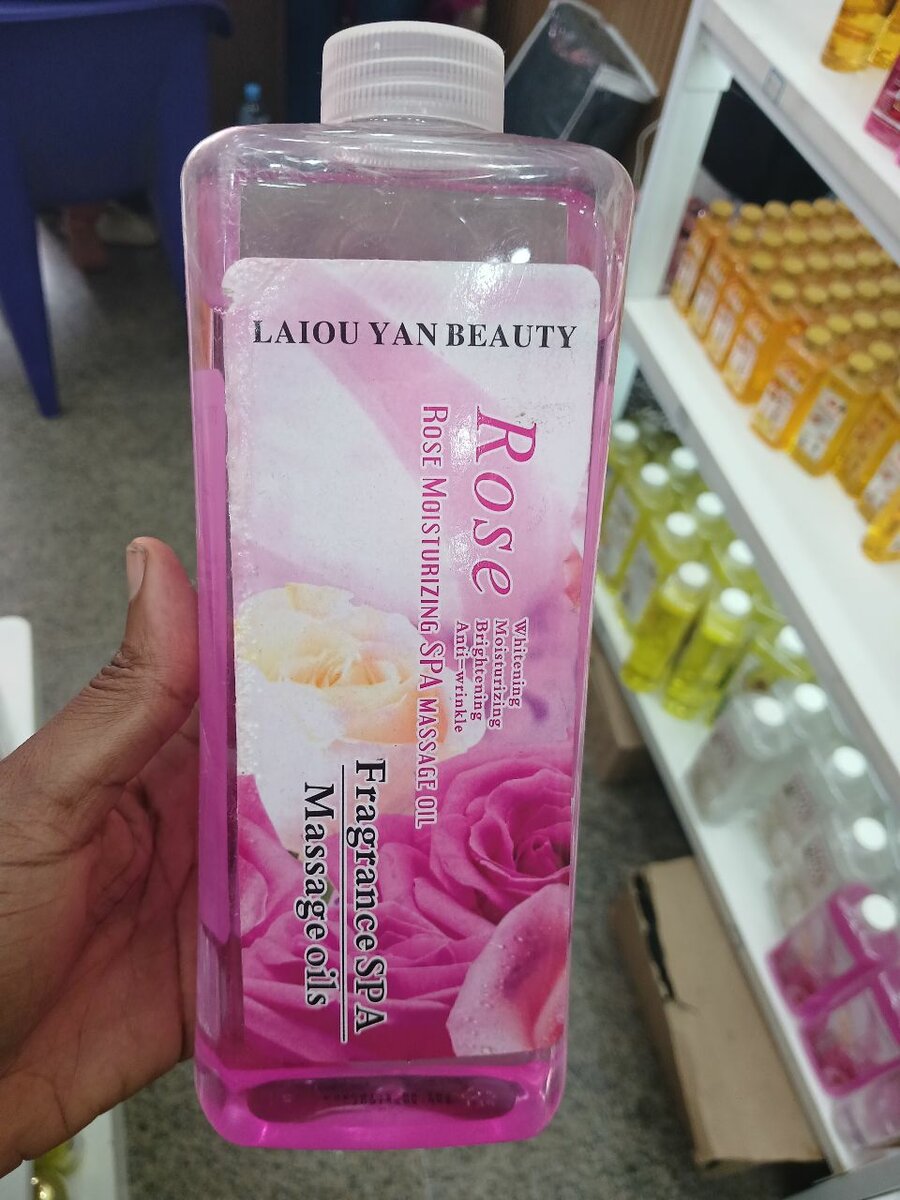 LAIOU YAN BEAUTY
Rose
Whitening
Moisturizing
Brightening
Anti-wrinkle
ROSE MOISTURIZING SPA MASSAGE OIL
Fragrance SPA
Massage oils